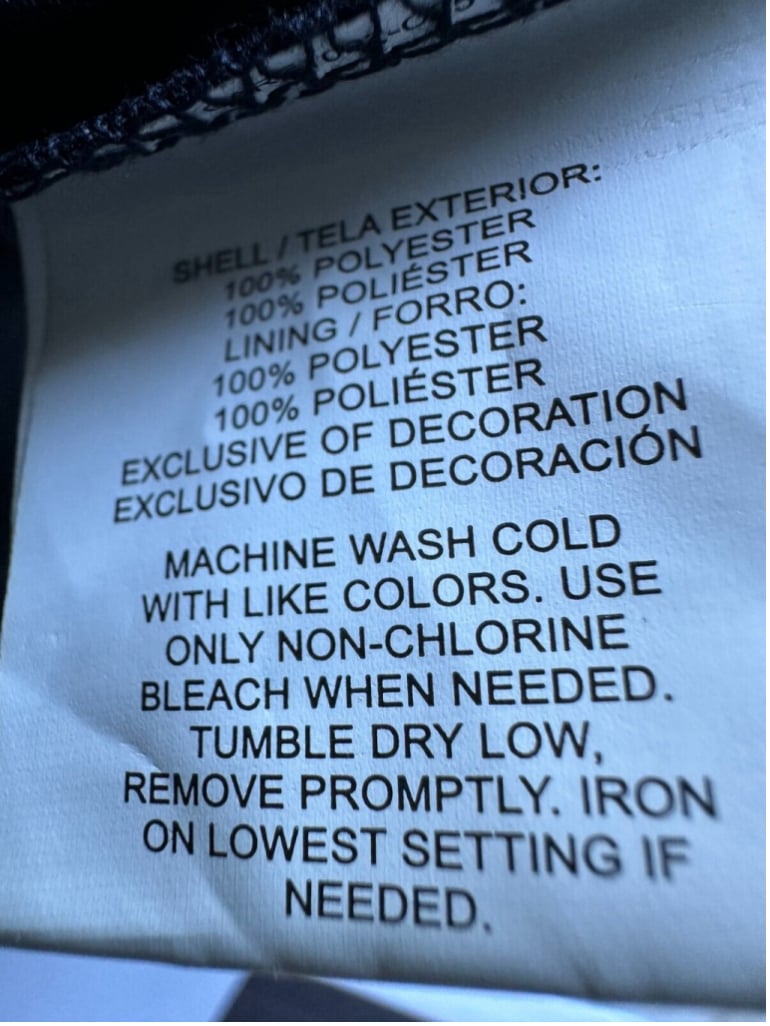 SHELL / TELA EXTERIOR:
100% POLYESTER
100% POLIÉSTER
LINING / FORRO:
100% POLYESTER
100% POLIÉSTER
EXCLUSIVE OF DECORATION
EXCLUSIVO DE DECORACIÓN
MACHINE WASH COLD
WITH LIKE COLORS. USE
ONLY NON-CHLORINE
BLEACH WHEN NEEDED.
TUMBLE DRY LOW,
REMOVE PROMPTLY. IRON
ON LOWEST SETTING IF
NEEDED.